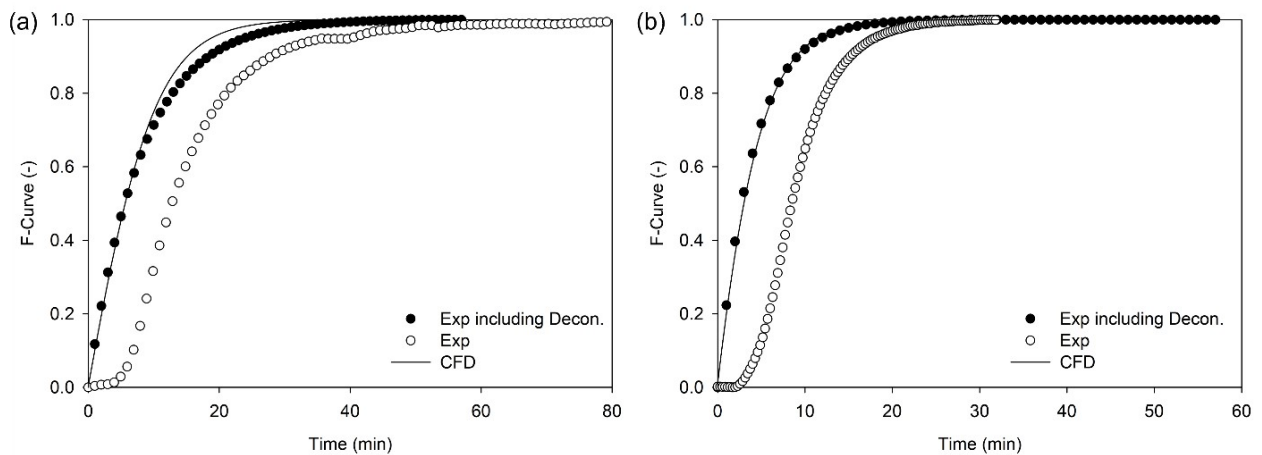 (a)
F-Curve (-)
1.0
0.8
0.6
0.4
0.2
0.0
Exp including Decon.
Exp
CFD
0 20 40 60 80
Time (min)
(b)
F-Curve (-)
1.0
0.8
0.6
0.4
0.2
0.0
Exp including Decon.
Exp
CFD
0 10 20 30 40 50 60
Time (min)